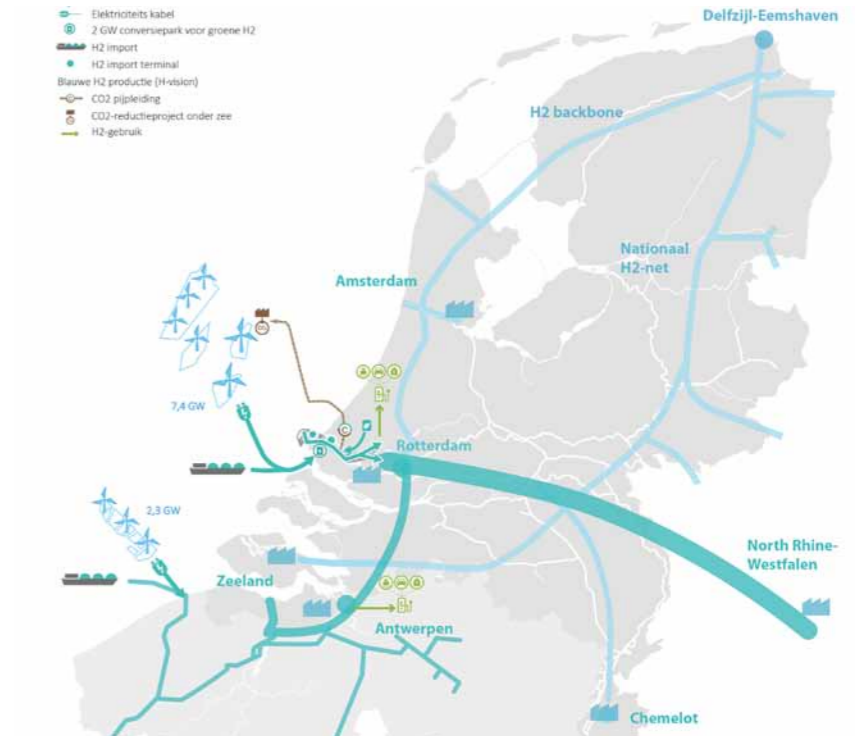 Elektriciteits kabel
2 GW conversiepark voor groene H2
H2 import
H2 import terminal
Blauwe H2 productie (H-vision)
CO2 pijpleiding
CO2-reductieproject onder zee
H2-gebruik
Delfzijl-Eemshaven
H2 backbone
Nationaal
H2-net
Amsterdam
7,4 GW
C
Rotterdam
2,3 GW
North Rhine-
Westfalen
Zeeland
Antwerpen
Chemelot